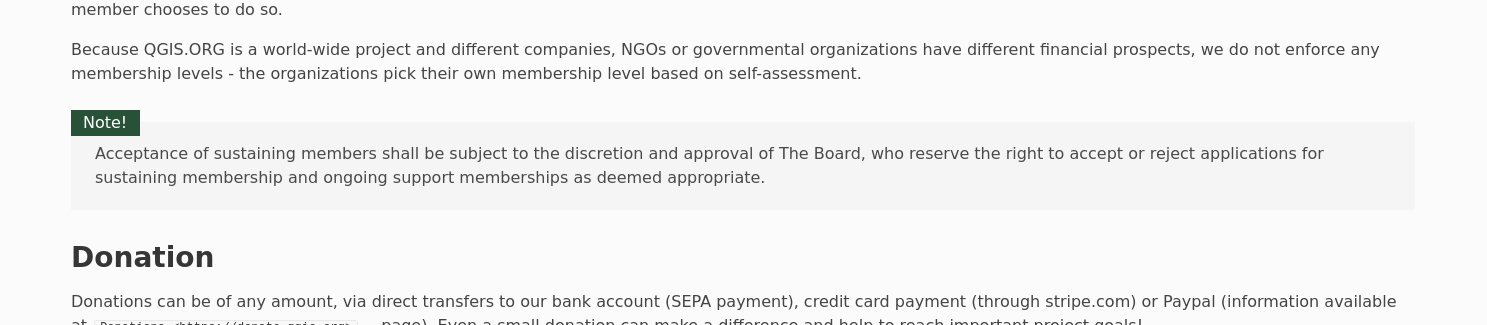 member chooses to do so.
Because QGIS.ORG is a world-wide project and different companies, NGOs or governmental organizations have different financial prospects, we do not enforce any
membership levels - the organizations pick their own membership level based on self-assessment.
Note!
Acceptance of sustaining members shall be subject to the discretion and approval of The Board, who reserve the right to accept or reject applications for
sustaining membership and ongoing support memberships as deemed appropriate.
Donation
Donations can be of any amount, via direct transfers to our bank account (SEPA payment), credit card payment (through stripe.com) or Paypal (information available
at Donations <https://donate.qgis.org> page). Even a small donation can make a difference and help to reach important project goals!